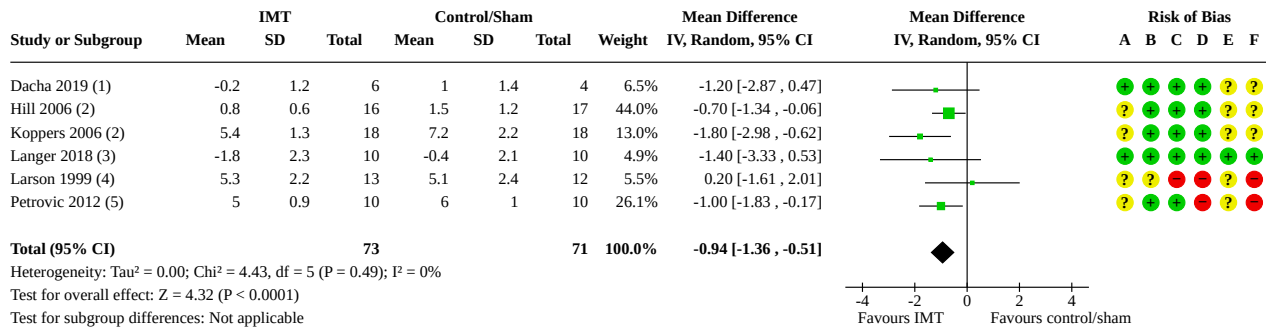 IMT Control/Sham Mean Difference Mean Difference Risk of Bias
Study or Subgroup Mean SD Total Mean SD Total Weight IV, Random, 95% CI IV, Random, 95% CI A B C D E F
Dacha 2019 (1) -0.2 1.2 6 1 1.4 4 6.5% -1.20 [-2.87 , 0.47] + + + + ? ?
Hill 2006 (2) 0.8 0.6 16 1.5 1.2 17 44.0% -0.70 [-1.34 , -0.06] ? + + + ? ?
Koppers 2006 (2) 5.4 1.3 18 7.2 2.2 18 13.0% -1.80 [-2.98 , -0.62] ? + + + ? ?
Langer 2018 (3) -1.8 2.3 10 -0.4 2.1 10 4.9% -1.40 [-3.33 , 0.53] + + + + + +
Larson 1999 (4) 5.3 2.2 13 5.1 2.4 12 5.5% 0.20 [-1.61 , 2.01] ? ? − − ? −
Petrovic 2012 (5) 5 0.9 10 6 1 10 26.1% -1.00 [-1.83 , -0.17] ? + + − ? −
Total (95% CI) 73 71 100.0% -0.94 [-1.36 , -0.51]
Heterogeneity: Tau² = 0.00; Chi² = 4.43, df = 5 (P = 0.49); I² = 0%
Test for overall effect: Z = 4.32 (P < 0.0001) -4 -2 0 2 4
Test for subgroup differences: Not applicable Favours IMT Favours control/sham